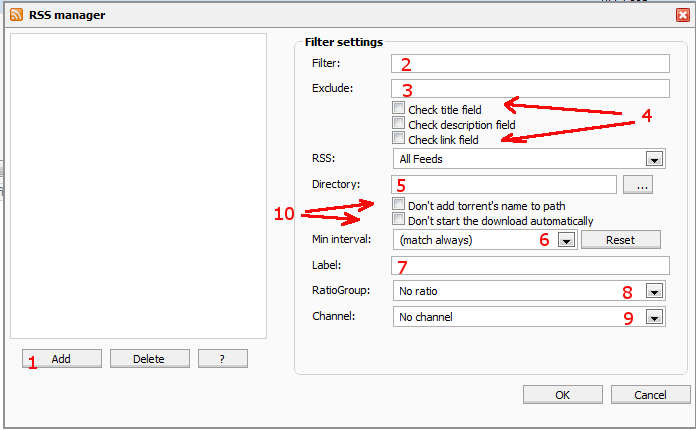 RSS manager
Filter settings
Filter: 2
Exclude: 3
Check title field
Check description field 4
Check link field
RSS: All Feeds
Directory: 5 ...
Don't add torrent's name to path
10 Don't start the download automatically
Min interval: (match always) 6 Reset
Label: 7
RatioGroup: No ratio 8
Channel: No channel 9
1 Add Delete ?
OK Cancel